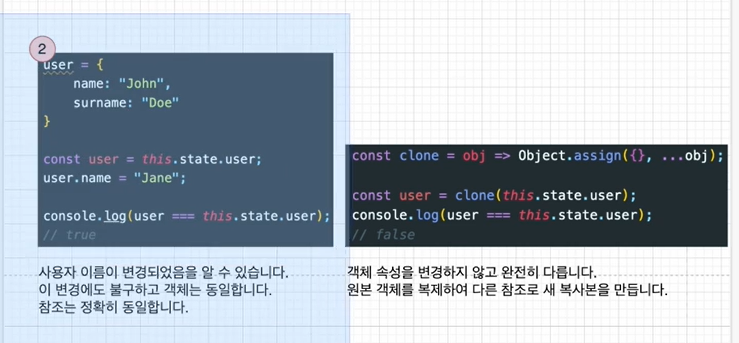 2
user = {
name: "John",
surname: "Doe"
}
const user = this.state.user;
user.name = "Jane";
console.log(user === this.state.user);
// true
사용자 이름이 변경되었음을 알 수 있습니다.
이 변경에도 불구하고 객체는 동일합니다.
참조는 정확히 동일합니다.
const clone = obj => Object.assign({}, ...obj);
const user = clone(this.state.user);
console.log(user === this.state.user);
// false
객체 속성을 변경하지 않고 완전히 다릅니다.
원본 객체를 복제하여 다른 참조로 새 복사본을 만듭니다.